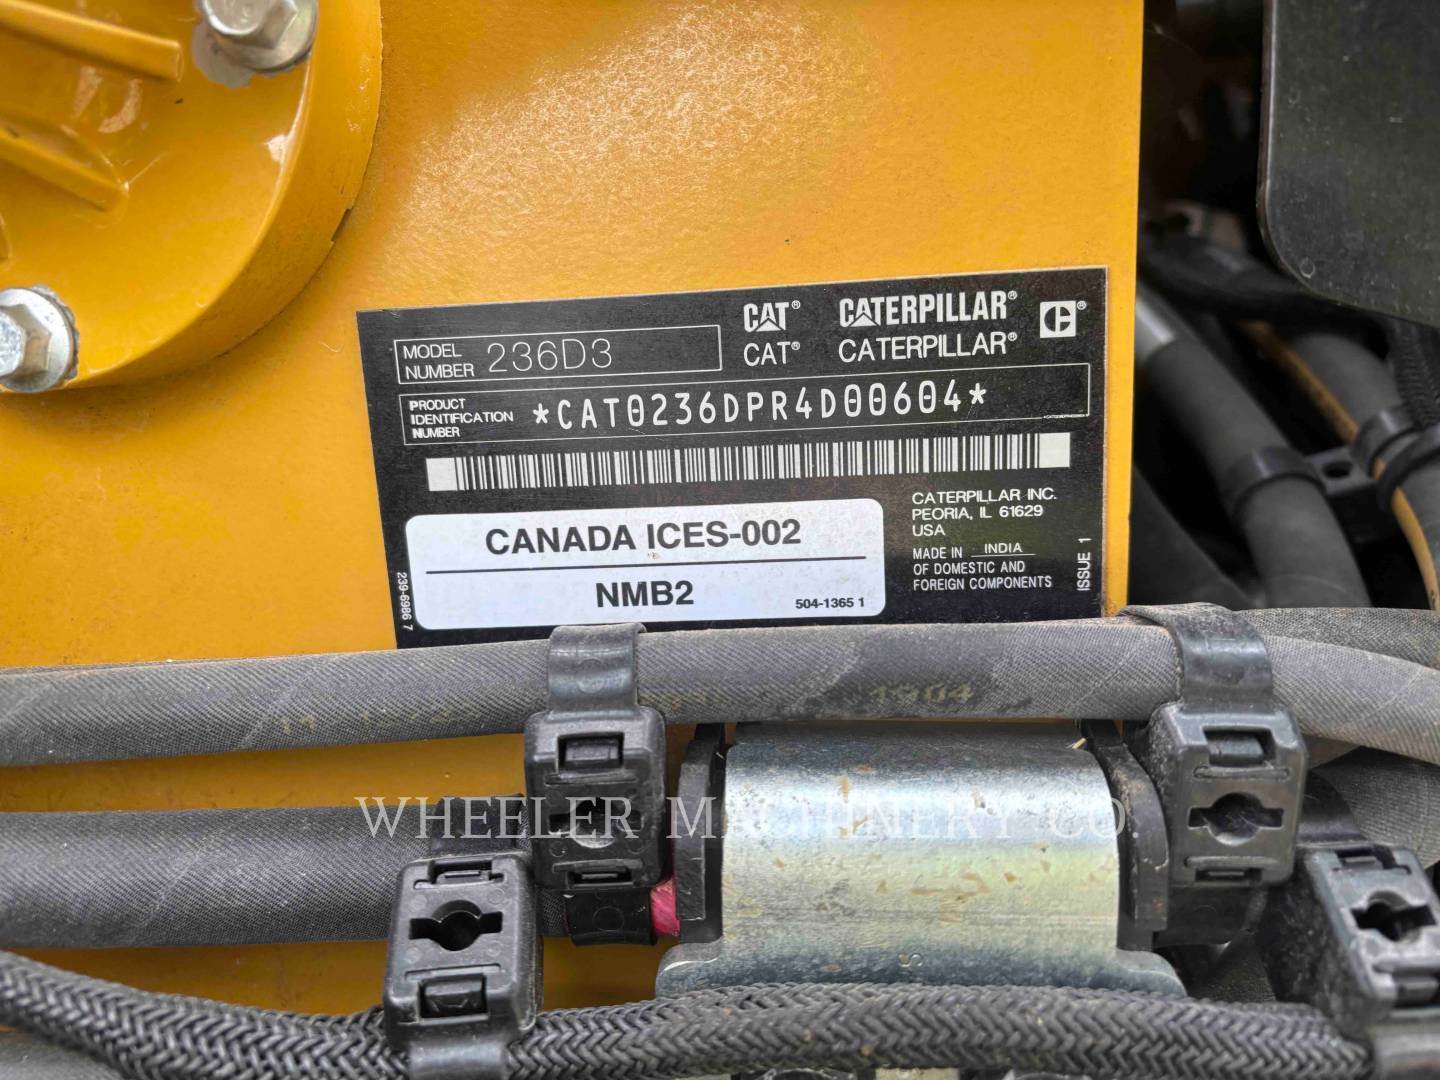 MODEL NUMBER 236D3
CAT® CATERPILLAR® C®
CAT® CATERPILLAR®
PRODUCT IDENTIFICATION NUMBER *CAT0236DPR4D00604*
CATERPILLAR INC.
PEORIA, IL 61629
USA
MADE IN INDIA
OF DOMESTIC AND
FOREIGN COMPONENTS
ISSUE 1
CANADA ICES-002
NMB2
504-1365 1
239-6986 7
1904
WHEELER MACHINERY CO.